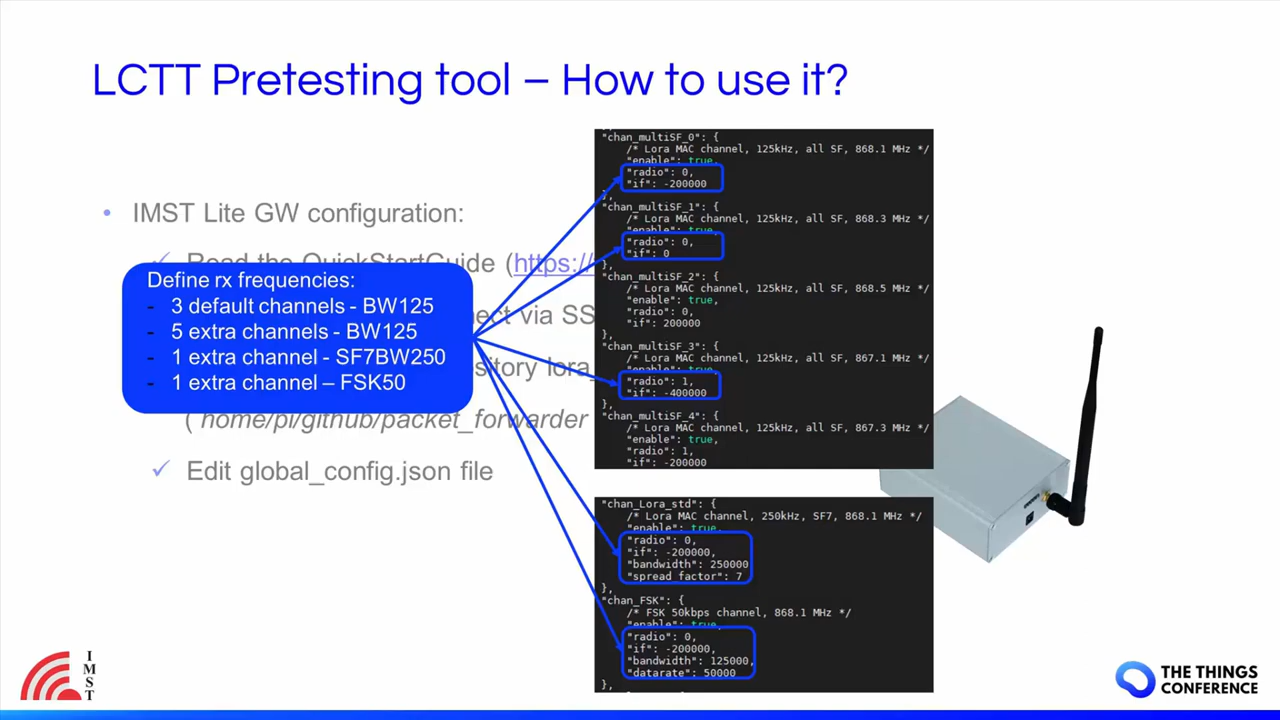 LCTT Pretesting tool – How to use it?
• IMST Lite GW configuration:
✓ Read the QuickStartGuide (https://
Define rx frequencies:
- 3 default channels - BW125
- 5 extra channels - BW125
- 1 extra channel - SF7BW250
- 1 extra channel – FSK50
nect via SS
sitory lora_
( home/pi/github/packet_forwarder
✓ Edit global_config.json file
"chan_multiSF_0": {
/* Lora MAC channel, 125kHz, all SF, 868.1 MHz */
"enable": true,
"radio": 0,
"if": -200000
},
"chan_multiSF_1": {
/* Lora MAC channel, 125kHz, all SF, 868.3 MHz */
"enable": true,
"radio": 0,
"if": 0
},
"chan_multiSF_2": {
/* Lora MAC channel, 125kHz, all SF, 868.5 MHz */
"enable": true,
"radio": 0,
"if": 200000
},
"chan_multiSF_3": {
/* Lora MAC channel, 125kHz, all SF, 867.1 MHz */
"enable": true,
"radio": 1,
"if": -400000
},
"chan_multiSF_4": {
/* Lora MAC channel, 125kHz, all SF, 867.3 MHz */
"enable": true,
"radio": 1,
"if": -200000
"chan_Lora_std": {
/* Lora MAC channel, 250kHz, SF7, 868.1 MHz */
"enable": true,
"radio": 0,
"if": -200000,
"bandwidth": 250000
"spread_factor": 7
},
"chan_FSK": {
/* FSK 50kbps channel, 868.1 MHz */
"enable": true,
"radio": 0,
"if": -200000,
"bandwidth": 125000,
"datarate": 50000
},
IMST
THE THINGS
CONFERENCE